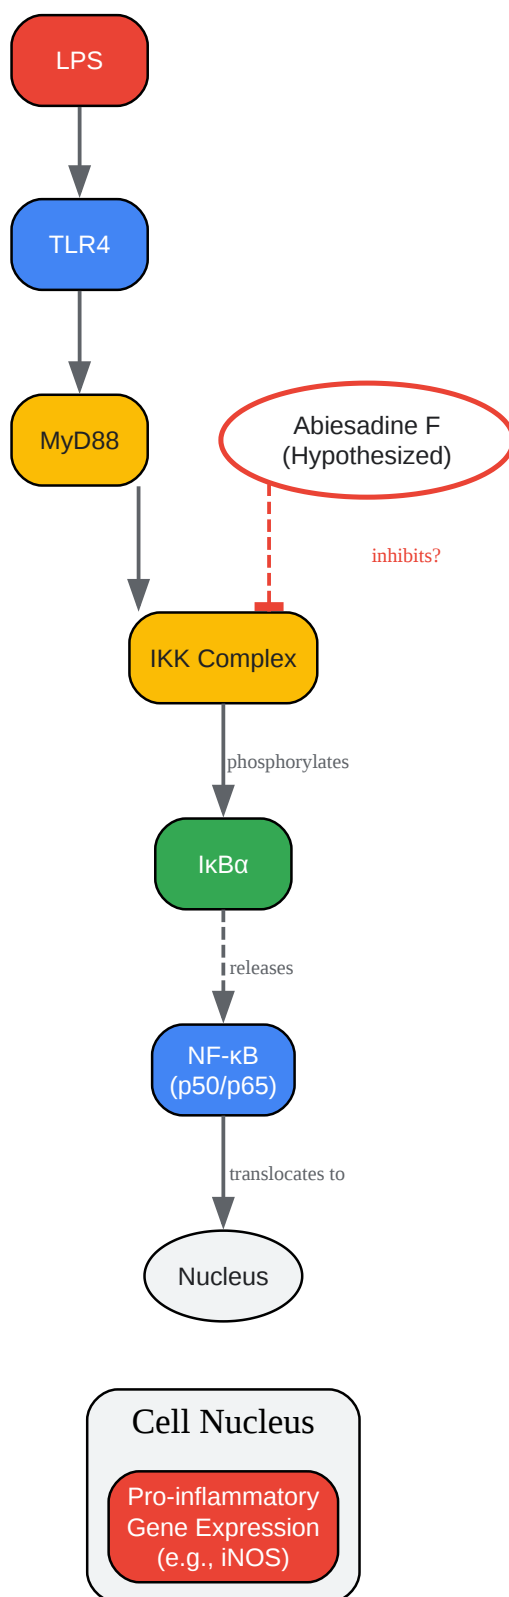 LPS
TLR4
MyD88
Abiesadine F
(Hypothesized)
inhibits?
IKK Complex
phosphorylates
IκBα
releases
NF-κB
(p50/p65)
translocates to
Nucleus
Cell Nucleus
Pro-inflammatory
Gene Expression
(e.g., iNOS)